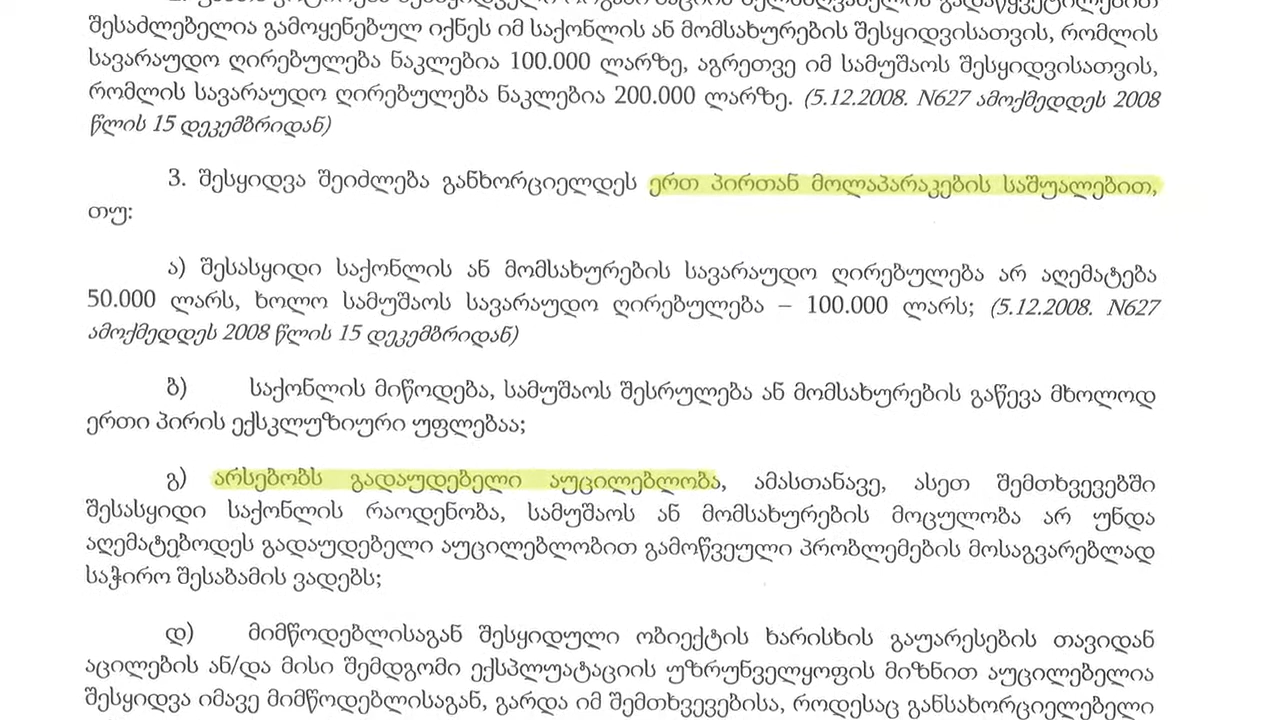 შესაძლებელია გამოყენებულ იქნეს იმ საქონლის ან მომსახურების შესყიდვისათვის, რომლის
სავარაუდო ღირებულება ნაკლებია 100.000 ლარზე, აგრეთვე იმ სამუშაოს შესყიდვისათვის,
რომლის სავარაუდო ღირებულება ნაკლებია 200.000 ლარზე. (5.12.2008. N627 ამოქმედდეს 2008
წლის 15 დეკემბრიდან)
3. შესყიდვა შეიძლება განხორციელდეს ერთ პირთან მოლაპარაკების საშუალებით,
თუ:
ა) შესასყიდი საქონლის ან მომსახურების სავარაუდო ღირებულება არ აღემატება
50.000 ლარს, ხოლო სამუშაოს სავარაუდო ღირებულება – 100.000 ლარს; (5.12.2008. N627
ამოქმედდეს 2008 წლის 15 დეკემბრიდან)
ბ) საქონლის მიწოდება, სამუშაოს შესრულება ან მომსახურების გაწევა მხოლოდ
ერთი პირის ექსკლუზიური უფლებაა;
გ) არსებობს გადაუდებელი აუცილებლობა, ამასთანავე, ასეთ შემთხვევებში
შესასყიდი საქონლის რაოდენობა, სამუშაოს ან მომსახურების მოცულობა არ უნდა
აღემატებოდეს გადაუდებელი აუცილებლობით გამოწვეული პრობლემების მოსაგვარებლად
საჭირო შესაბამის ვადებს;
დ) მიმწოდებლისაგან შესყიდული ობიექტის ხარისხის გაუარესების თავიდან
აცილების ან/და მისი შემდგომი ექსპლუატაციის უზრუნველყოფის მიზნით აუცილებელია
შესყიდვა იმავე მიმწოდებლისაგან, გარდა იმ შემთხვევებისა, როდესაც განსახორციელებელი